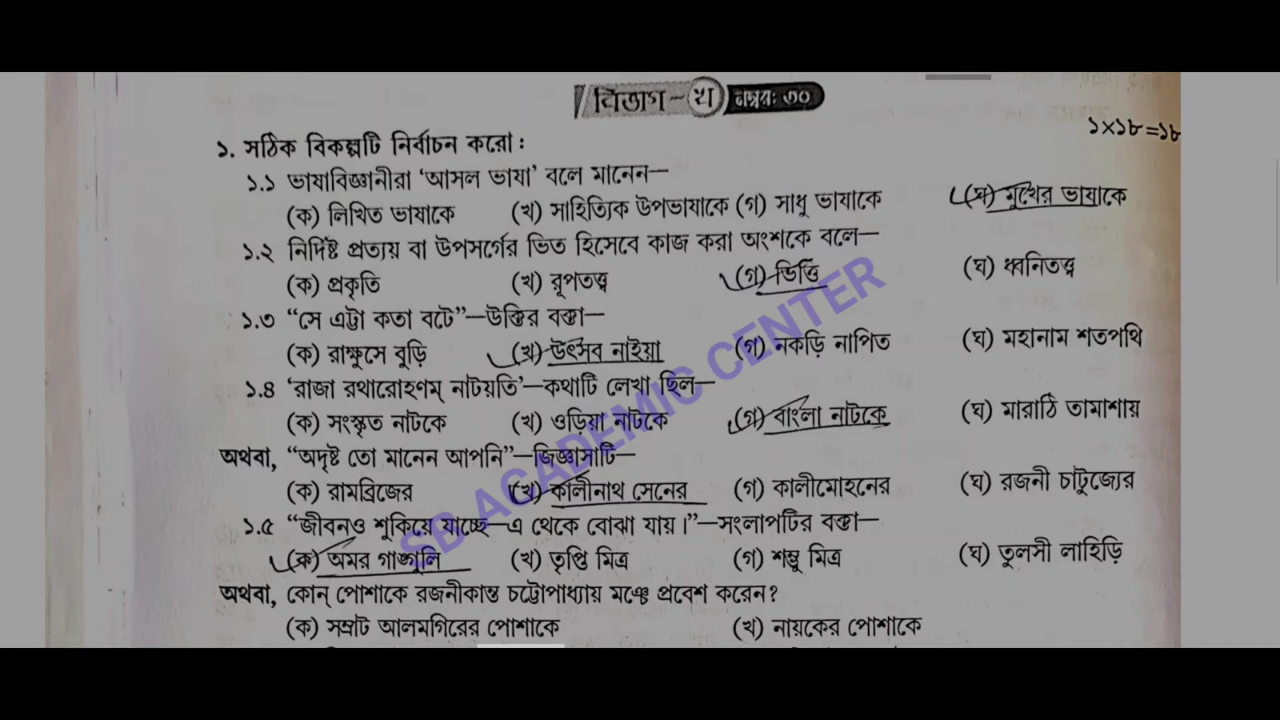 বিভাগ - খ নম্বর: ৩০
১×১৮=১৮
১. সঠিক বিকল্পটি নির্বাচন করো:
১.১ ভাষাবিজ্ঞানীরা ‘আসল ভাষা’ বলে মানেন—
(ক) লিখিত ভাষাকে (খ) সাহিত্যিক উপভাষাকে (গ) সাধু ভাষাকে (ঘ) মুখের ভাষাকে
১.২ নির্দিষ্ট প্রত্যয় বা উপসর্গের ভিত হিসেবে কাজ করা অংশকে বলে—
(ক) প্রকৃতি (খ) রূপতত্ত্ব (গ) ভিত্তি (ঘ) ধ্বনিতত্ত্ব
১.৩ “সে এট্টা কতা বটে”—উক্তির বক্তা—
(ক) রাক্ষুসে বুড়ি (খ) উৎসব নাইয়া (গ) নকড়ি নাপিত (ঘ) মহানাম শতপথি
১.৪ ‘রাজা রথারোহণম্ নাটয়তি’—কথাটি লেখা ছিল—
(ক) সংস্কৃত নাটকে (খ) ওড়িয়া নাটকে (গ) বাংলা নাটকে (ঘ) মারাঠি তামাশায়
অথবা, “অদৃষ্ট তো মানেন আপনি”—জিজ্ঞাসাটি—
(ক) রামব্রিজের (খ) কালীনাথ সেনের (গ) কালীমোহনের (ঘ) রজনী চাটুজ্যের
১.৫ “জীবনও শুকিয়ে যাচ্ছে—এ থেকে বোঝা যায়।”—সংলাপটির বক্তা—
(ক) অমর গাঙ্গুলি (খ) তৃপ্তি মিত্র (গ) শম্ভু মিত্র (ঘ) তুলসী লাহিড়ি
অথবা, কোন্ পোশাকে রজনীকান্ত চট্টোপাধ্যায় মঞ্চে প্রবেশ করেন?
(ক) সম্রাট আলমগিরের পোশাকে (খ) নায়কের পোশাকে
SB ACADEMIC CENTER